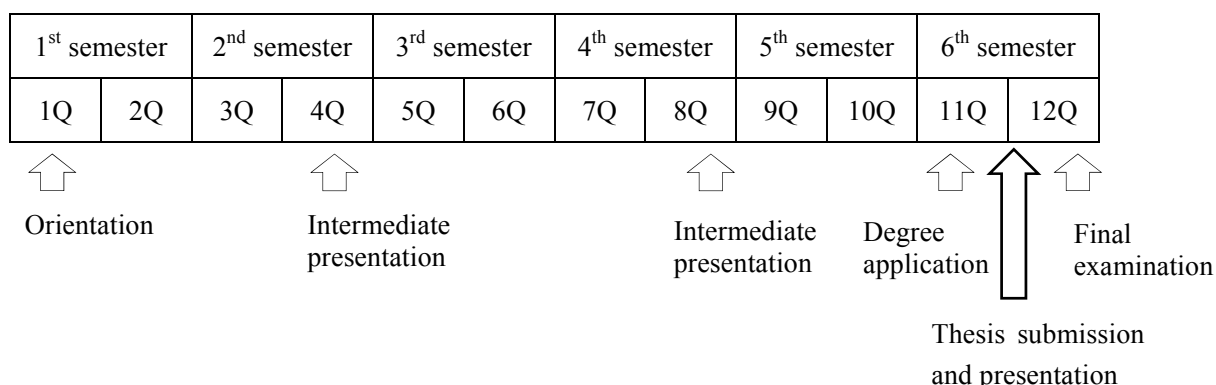 1st semester 2nd semester 3rd semester 4th semester 5th semester 6th semester
1Q 2Q 3Q 4Q 5Q 6Q 7Q 8Q 9Q 10Q 11Q 12Q
Orientation Intermediate Intermediate Degree Final
presentation presentation application examination
Thesis submission
and presentation